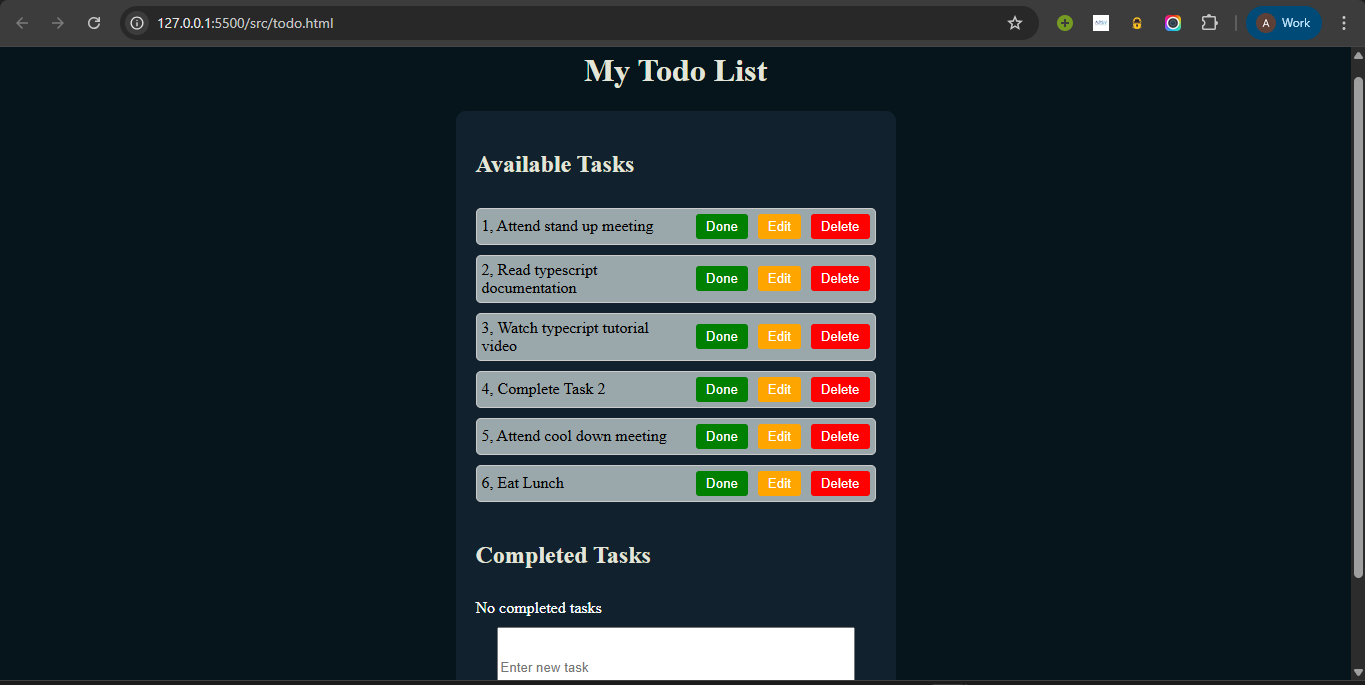 127.0.0.1:5500/src/todo.html
A Work
My Todo List
Available Tasks
1, Attend stand up meeting Done Edit Delete
2, Read typescript
documentation Done Edit Delete
3, Watch typecript tutorial
video Done Edit Delete
4, Complete Task 2 Done Edit Delete
5, Attend cool down meeting Done Edit Delete
6, Eat Lunch Done Edit Delete
Completed Tasks
No completed tasks
Enter new task